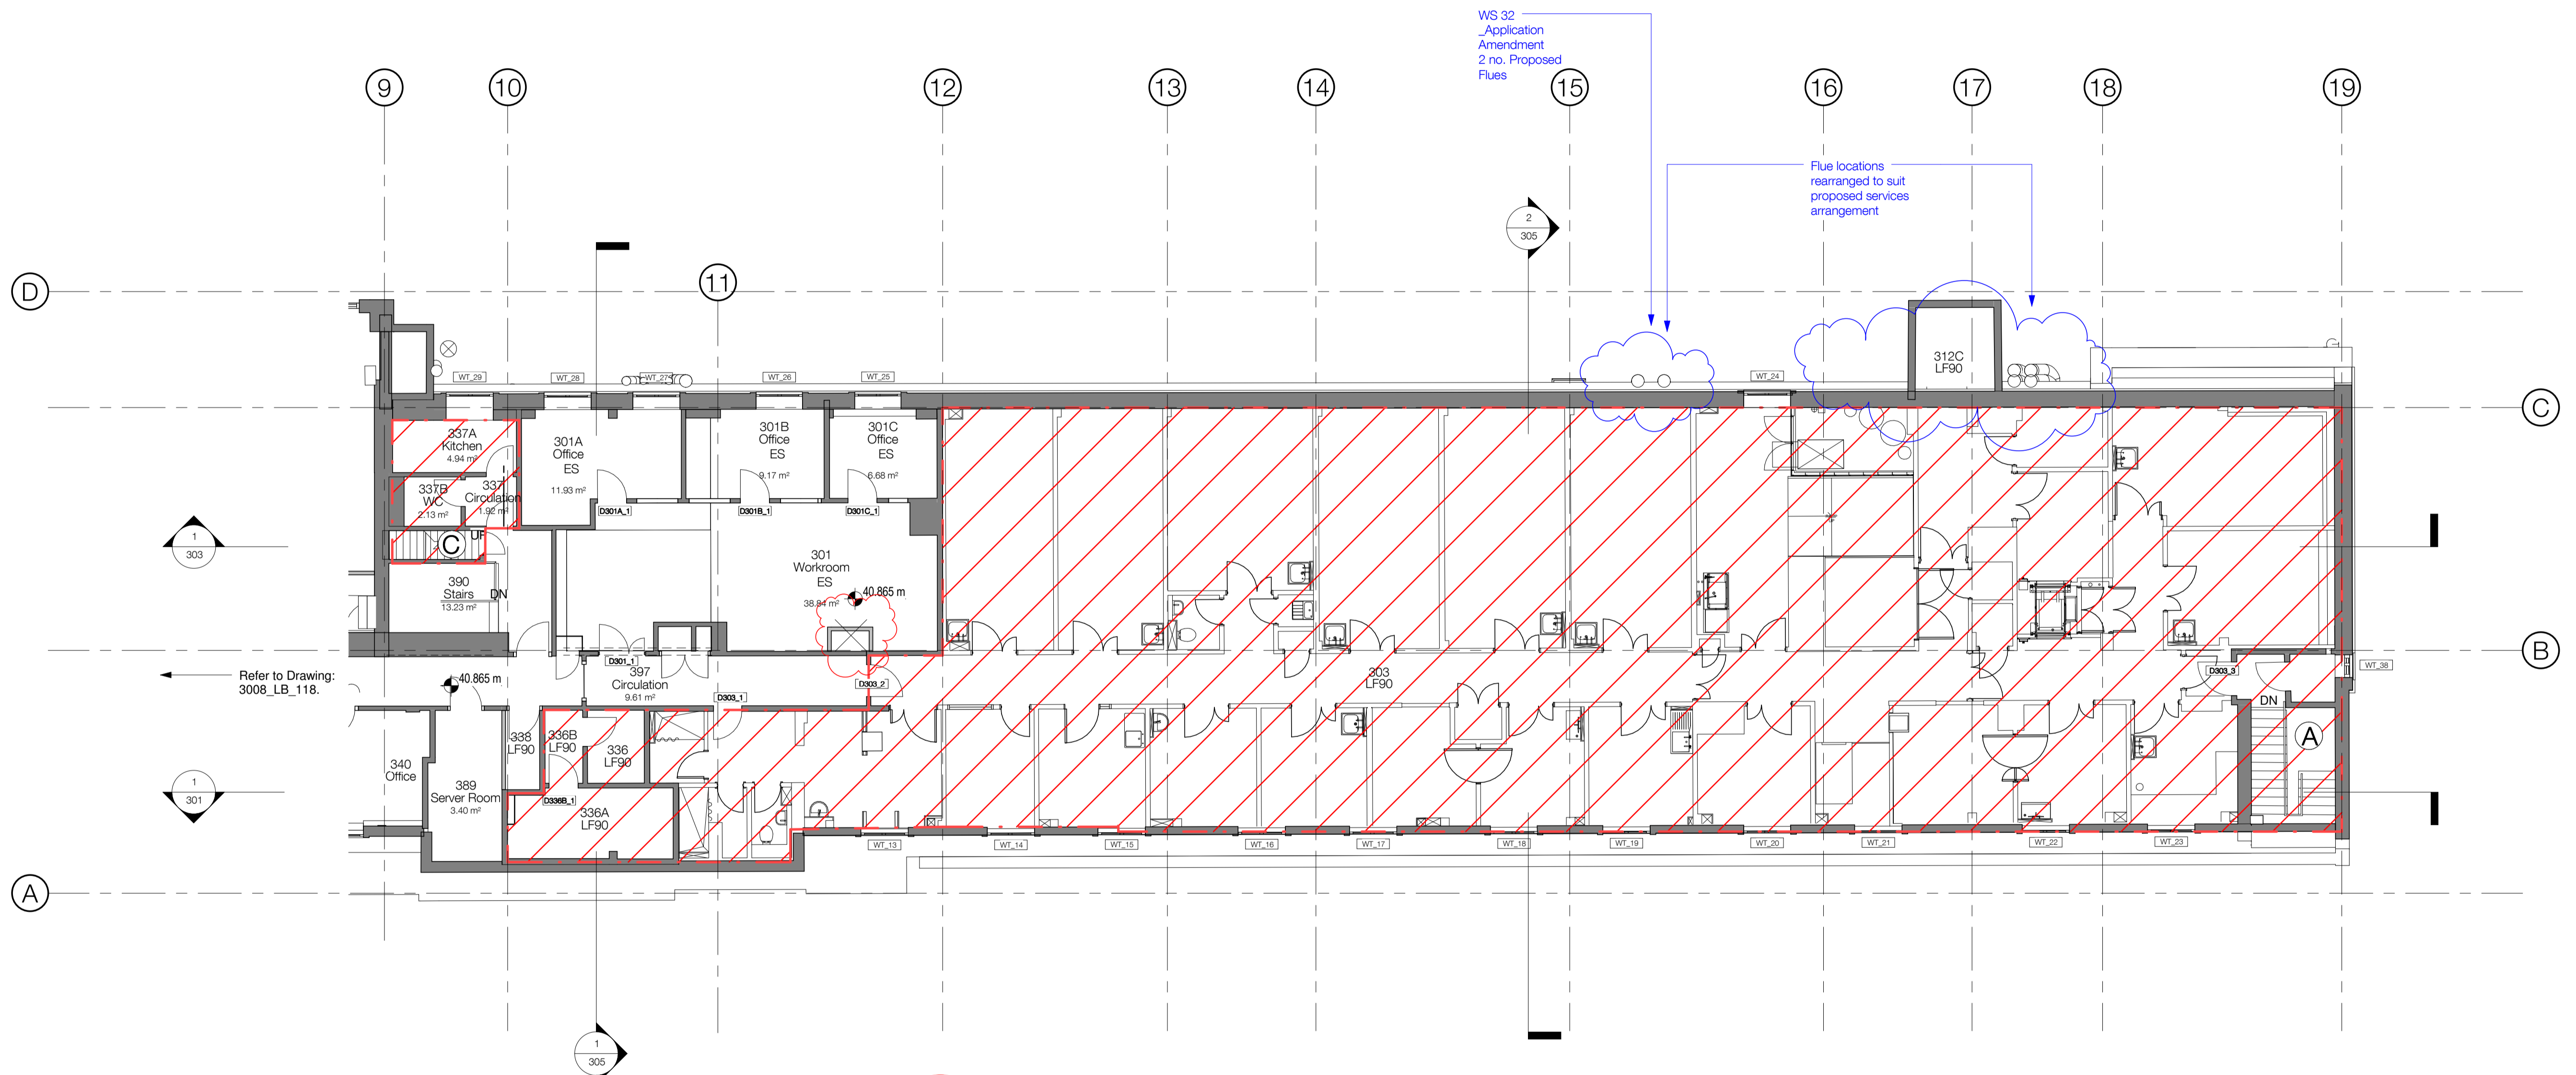 WS 32
_Application
Amendment
2 no. Proposed
Flues
9
10
12
13
14
15
16
17
18
19
Flue locations
rearranged to suit
proposed services
arrangement
2
305
11
D
312C
LF90
WT_29
WT_28
WT_27
WT_26
WT_25
WT_24
C
337A
Kitchen
4.94 m²
301A
Office
ES
11.93 m²
301B
Office
ES
9.17 m²
301C
Office
ES
6.68 m²
337B
WC
2.13 m²
337
Circulation
1.92 m²
D301A_1
D301B_1
D301C_1
1
303
C
UP
390
Stairs
13.23 m²
DN
301
Workroom
ES
38.84 m²
40.865 m
B
D301_1
397
Circulation
9.61 m²
D303_1
D303_2
303
LF90
D303_3
WT_38
DN
A
Refer to Drawing:
3008_LB_118.
40.865 m
338
LF90
336B
LF90
336
LF90
340
Office
389
Server Room
3.40 m²
D336B_1
336A
LF90
1
301
WT_13
WT_14
WT_15
WT_16
WT_17
WT_18
WT_19
WT_20
WT_21
WT_22
WT_23
A
1
305